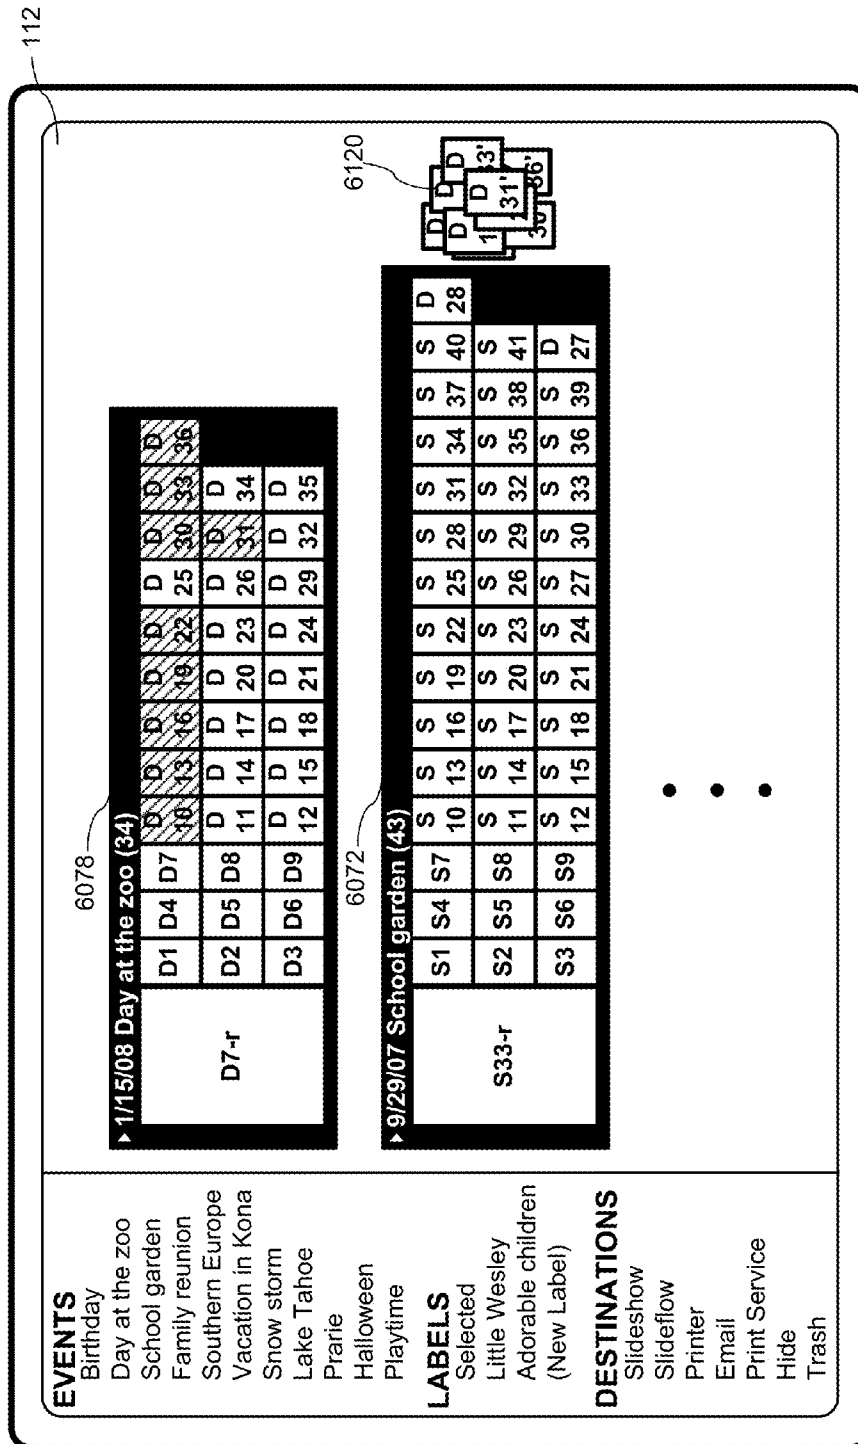 112
EVENTS
Birthday
Day at the zoo
School garden
Family reunion
Southern Europe
Vacation in Kona
Snow storm
Lake Tahoe
Prarie
Halloween
Playtime
LABELS
Selected
Little Wesley
Adorable children
(New Label)
DESTINATIONS
Slideshow
Slideflow
Printer
Email
Print Service
Hide
Trash
6078
1/15/08 Day at the zoo (34)
D7-r
D1 D4 D7 D 10 D 13 D 16 D 19 D 22 D 25 D 30 D 33 D 36
D2 D5 D8 D 11 D 14 D 17 D 20 D 23 D 26 D 31 D 34
D3 D6 D9 D 12 D 15 D 18 D 21 D 24 D 29 D 32 D 35
6072
9/29/07 School garden (43)
S33-r
S1 S4 S7 S 10 S 13 S 16 S 19 S 22 S 25 S 28 S 31 S 34 S 37 S 40 D 28
S2 S5 S8 S 11 S 14 S 17 S 20 S 23 S 26 S 29 S 32 S 35 S 38 S 41
S3 S6 S9 S 12 S 15 S 18 S 21 S 24 S 27 S 30 S 33 S 36 S 39 D 27
6120
D D D 33'
D 1 D 31'
30' 36'